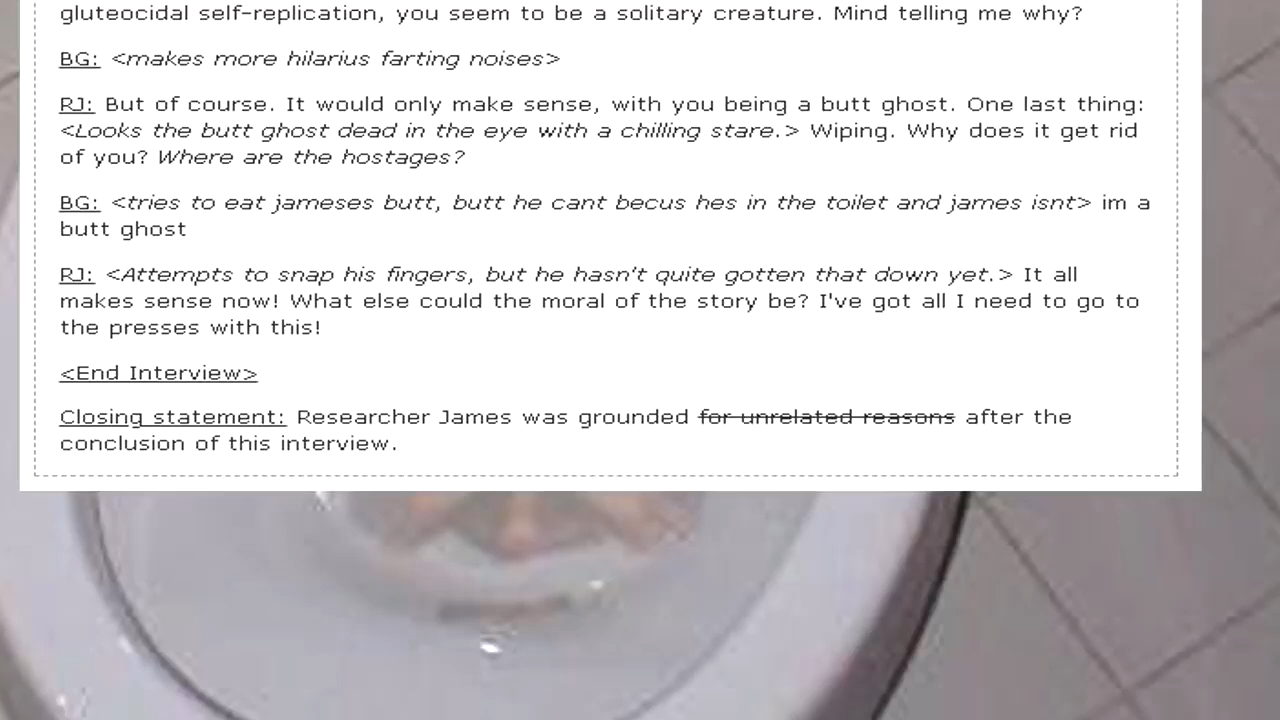 gluteocidal self-replication, you seem to be a solitary creature. Mind telling me why?
BG: <makes more hilarius farting noises>
RJ: But of course. It would only make sense, with you being a butt ghost. One last thing:
<Looks the butt ghost dead in the eye with a chilling stare.> Wiping. Why does it get rid
of you? Where are the hostages?
BG: <tries to eat jameses butt, butt he cant becus hes in the toilet and james isnt> im a
butt ghost
RJ: <Attempts to snap his fingers, but he hasn't quite gotten that down yet.> It all
makes sense now! What else could the moral of the story be? I've got all I need to go to
the presses with this!
<End Interview>
Closing statement: Researcher James was grounded for unrelated reasons after the
conclusion of this interview.